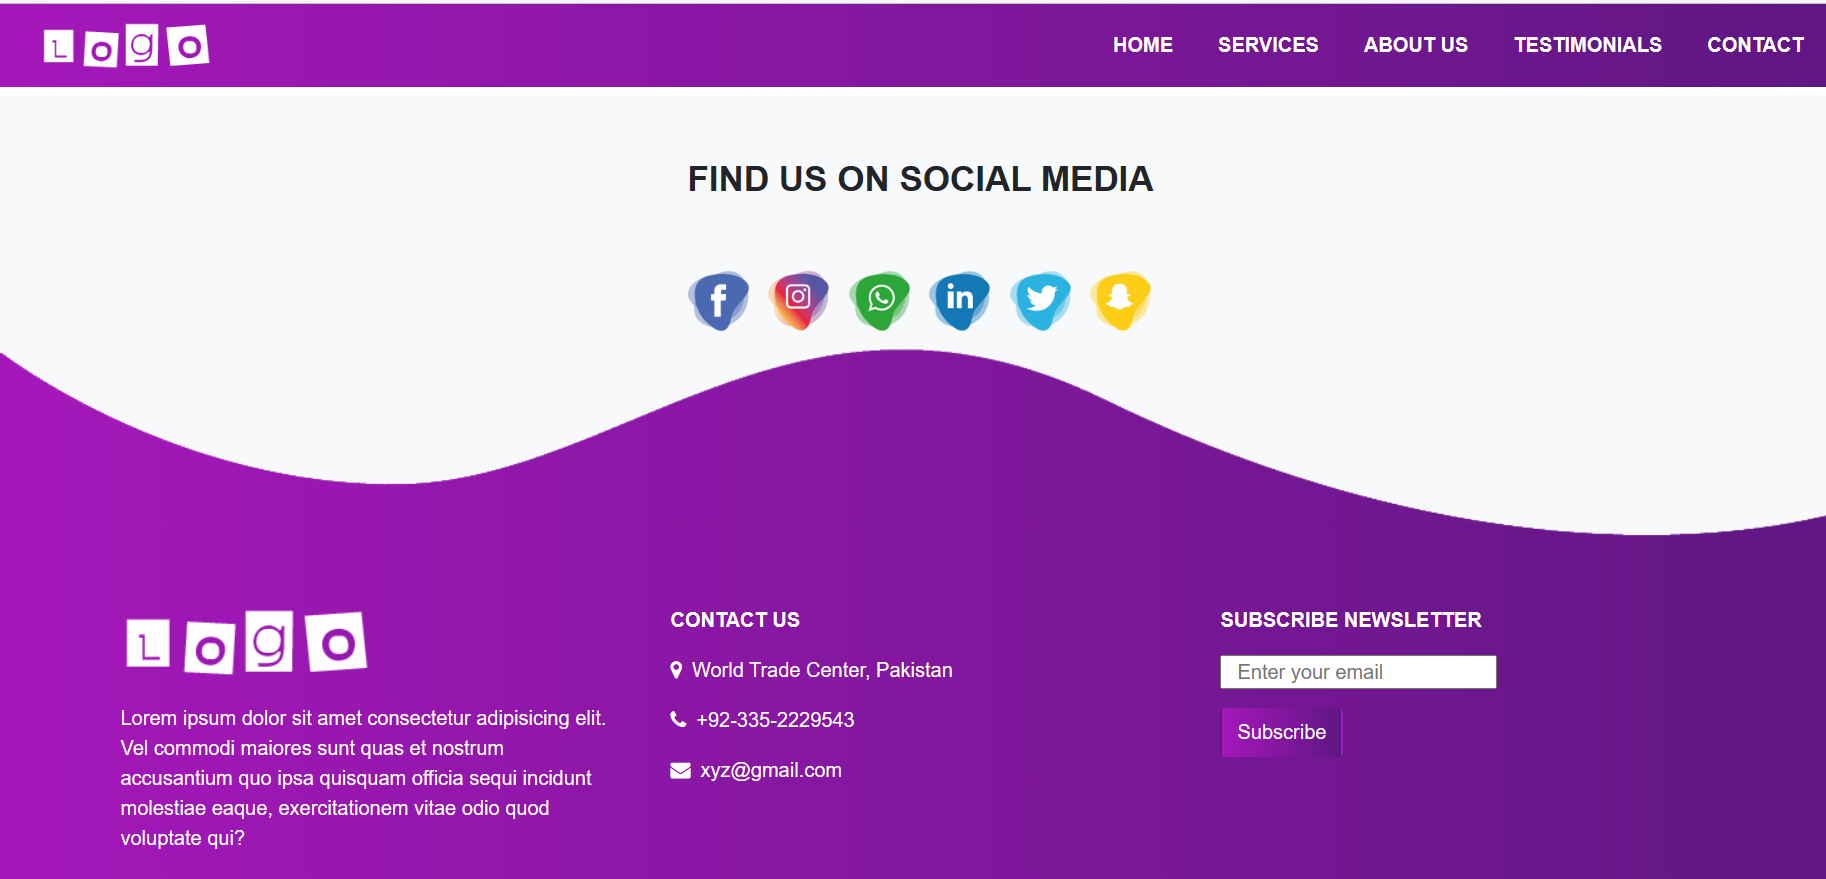 Logo
HOME SERVICES ABOUT US TESTIMONIALS CONTACT
FIND US ON SOCIAL MEDIA
f
in
Logo
Lorem ipsum dolor sit amet consectetur adipisicing elit.
Vel commodi maiores sunt quas et nostrum
accusantium quo ipsa quisquam officia sequi incidunt
molestiae eaque, exercitationem vitae odio quod
voluptate qui?
CONTACT US
World Trade Center, Pakistan
+92-335-2229543
xyz@gmail.com
SUBSCRIBE NEWSLETTER
Enter your email
Subscribe